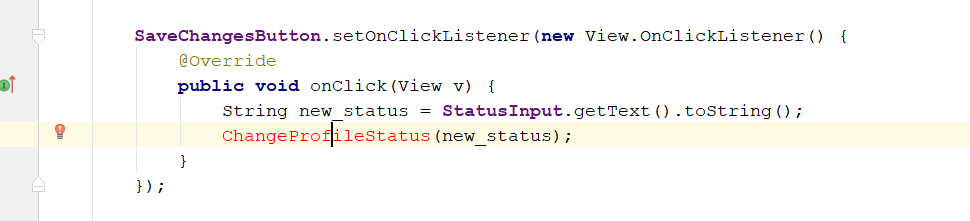 SaveChangesButton.setOnClickListener(new View.OnClickListener() {
@Override
public void onClick(View v) {
String new_status = StatusInput.getText().toString();
ChangeProfileStatus(new_status);
}
});